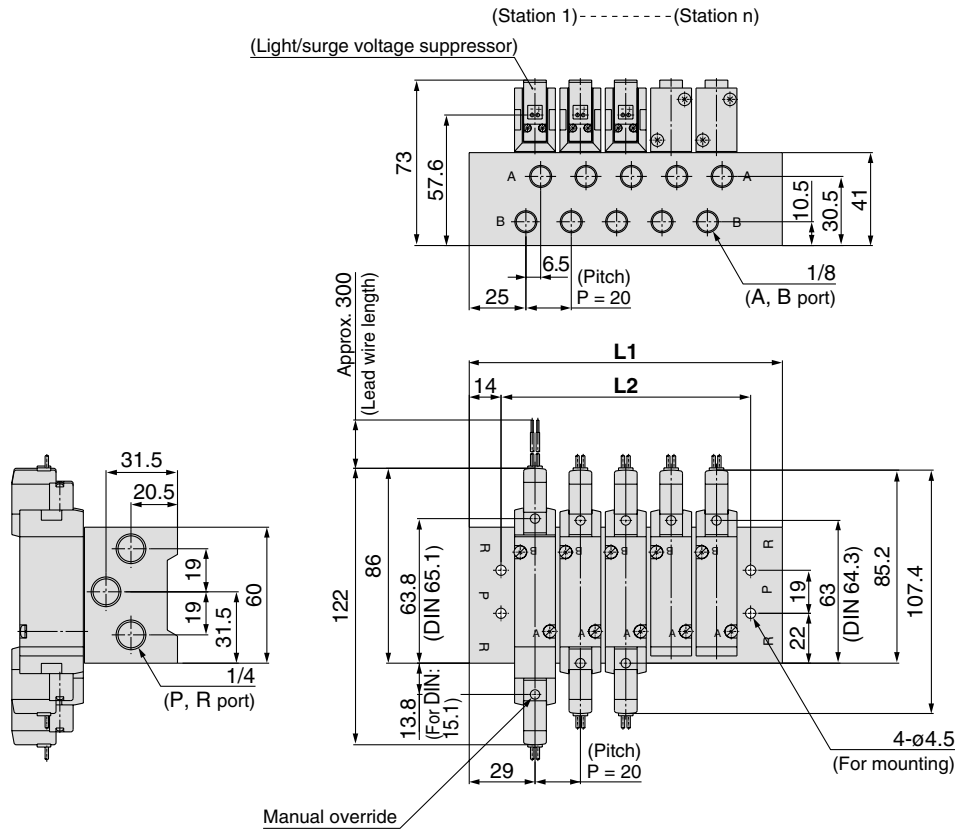 (Station 1) - - - - - - - - (Station n)
(Light/surge voltage suppressor)
73
57.6
A
A
B
B
10.5
30.5
41
6.5
(Pitch)
P = 20
25
1/8
(A, B port)
Approx. 300
(Lead wire length)
L1
14
L2
31.5
20.5
19
19
31.5
60
1/4
(P, R port)
122
86
63.8
(DIN 65.1)
13.8
(For DIN:
15.1)
R
P
R
B
B
B
B
B
A
A
A
A
A
R
P
R
19
22
63
(DIN 64.3)
85.2
107.4
29
(Pitch)
P = 20
4-ø4.5
(For mounting)
Manual override